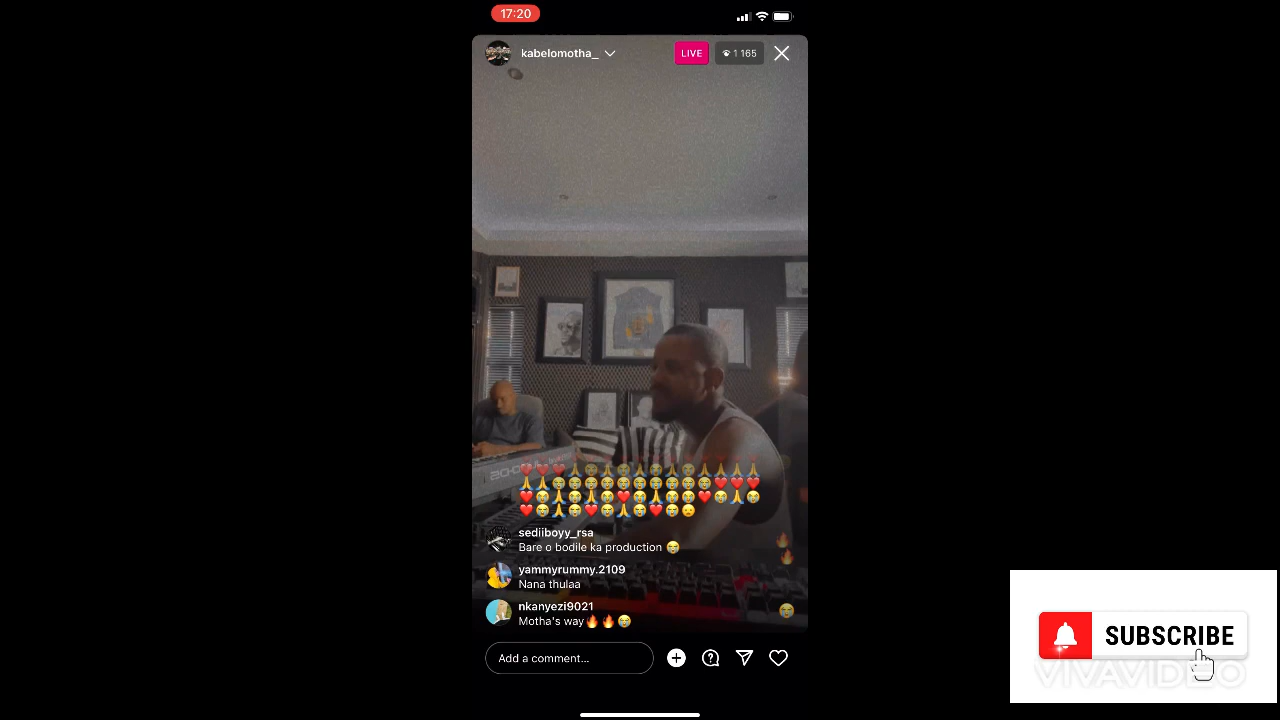 17:20
kabelomotha_
LIVE
1 165
sediiboyy_rsa
Bare o bodile ka production 😭
yammyrummy.2109
Nana thulaa
nkanyezi9021
Motha's way🔥🔥😭
Add a comment...
SUBSCRIBE
VIVAVIDEO